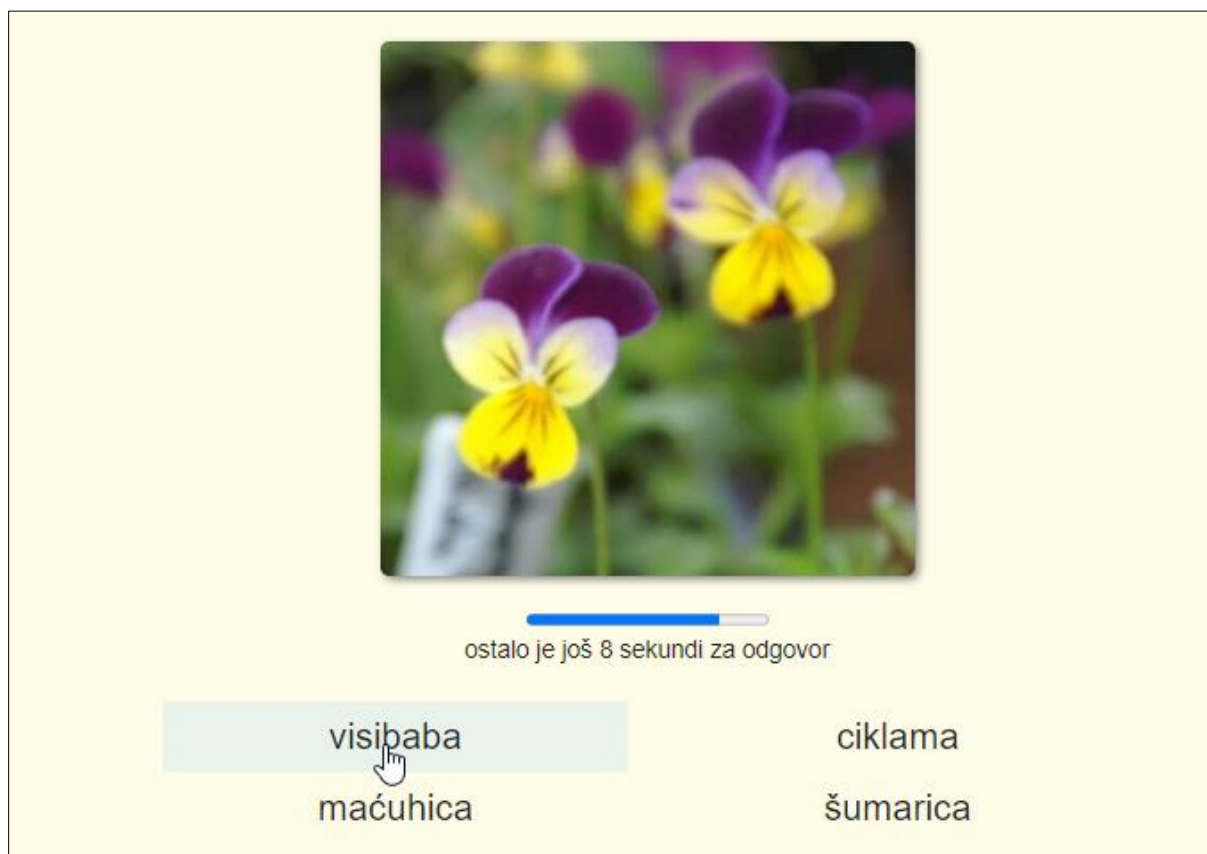 ostalo je još 8 sekundi za odgovor
visibaba ciklama
maćuhica šumarica